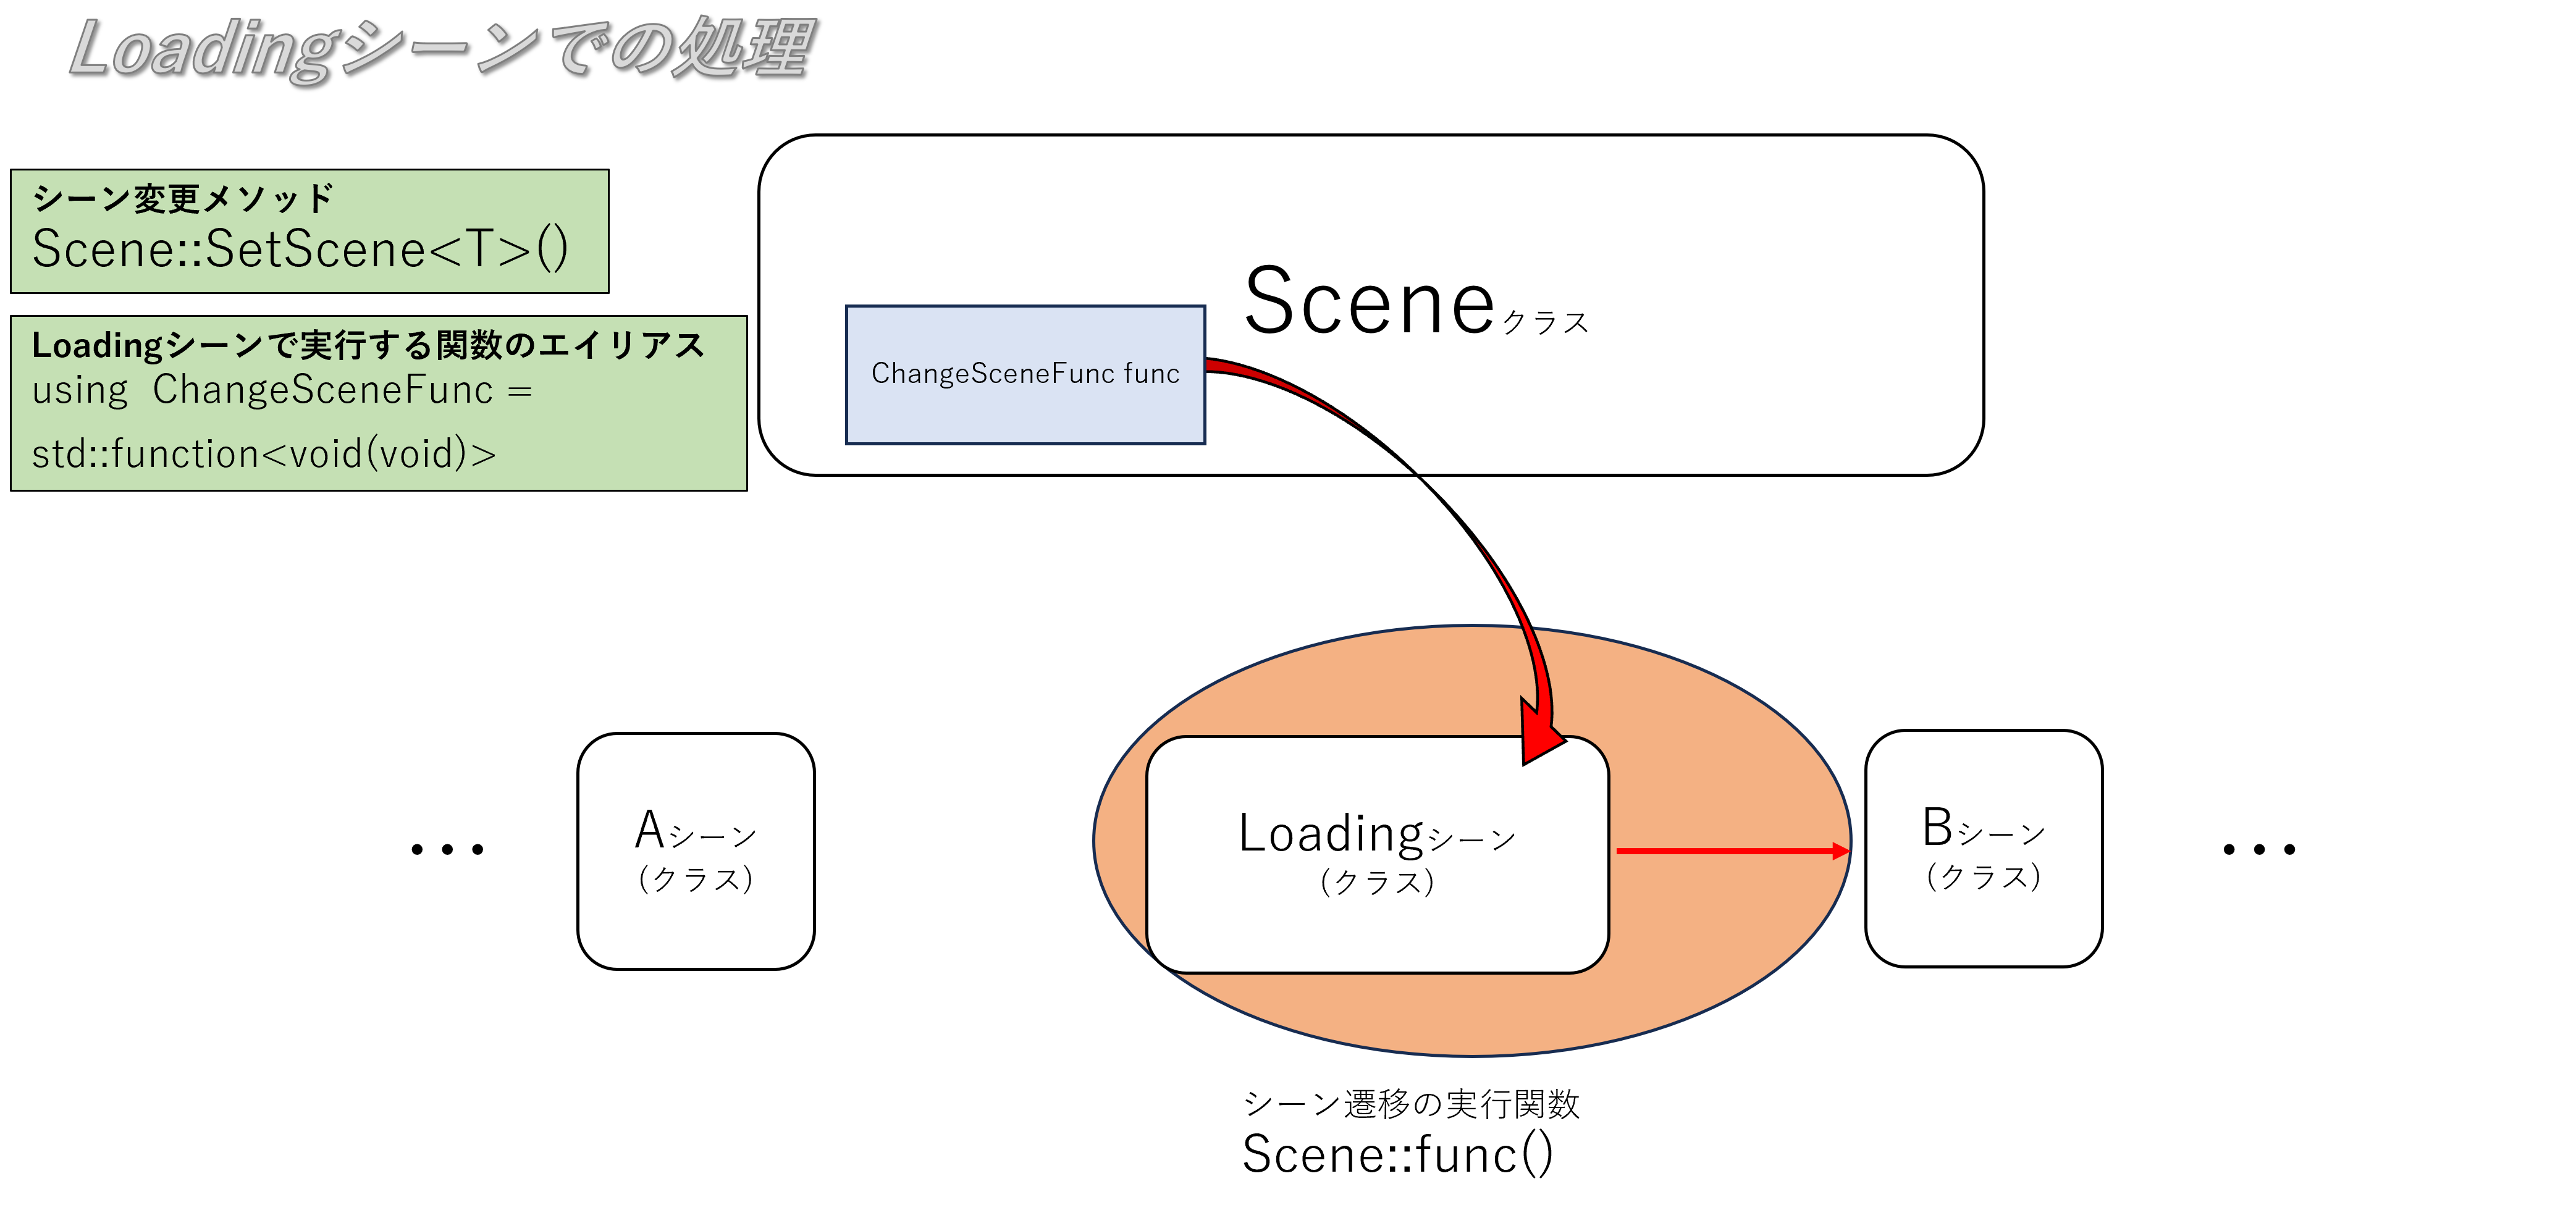 Loadingシーンでの処理
シーン変更メソッド
Scene::SetScene<T>()
Loadingシーンで実行する関数のエイリアス
using ChangeSceneFunc =
std::function<void(void)>
Sceneクラス
ChangeSceneFunc func
・・・
Aシーン
(クラス)
Loadingシーン
(クラス)
Bシーン
(クラス)
・・・
シーン遷移の実行関数
Scene::func()